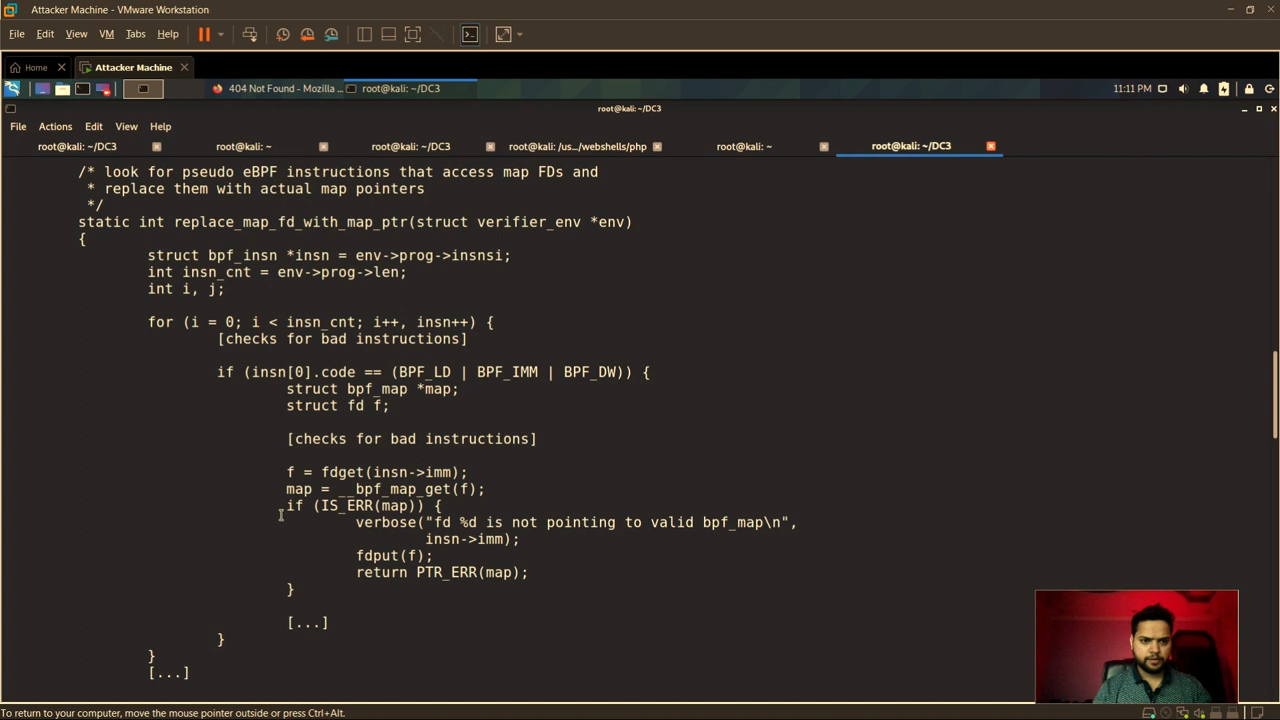 Attacker Machine - VMware Workstation
File Edit View VM Tabs Help
Home Attacker Machine
404 Not Found - Mozilla ... root@kali: ~/DC3 11:11 PM
root@kali: ~/DC3
File Actions Edit View Help
root@kali: ~/DC3 root@kali: ~ root@kali: ~/DC3 root@kali: /us.../webshells/php root@kali: ~ root@kali: ~/DC3
/* look for pseudo eBPF instructions that access map FDs and
* replace them with actual map pointers
*/
static int replace_map_fd_with_map_ptr(struct verifier_env *env)
{
struct bpf_insn *insn = env->prog->insnsi;
int insn_cnt = env->prog->len;
int i, j;
for (i = 0; i < insn_cnt; i++, insn++) {
[checks for bad instructions]
if (insn[0].code == (BPF_LD | BPF_IMM | BPF_DW)) {
struct bpf_map *map;
struct fd f;
[checks for bad instructions]
f = fdget(insn->imm);
map = __bpf_map_get(f);
if (IS_ERR(map)) {
verbose("fd %d is not pointing to valid bpf_map\n",
insn->imm);
fdput(f);
return PTR_ERR(map);
}
[...]
}
}
[...]
To return to your computer, move the mouse pointer outside or press Ctrl+Alt.